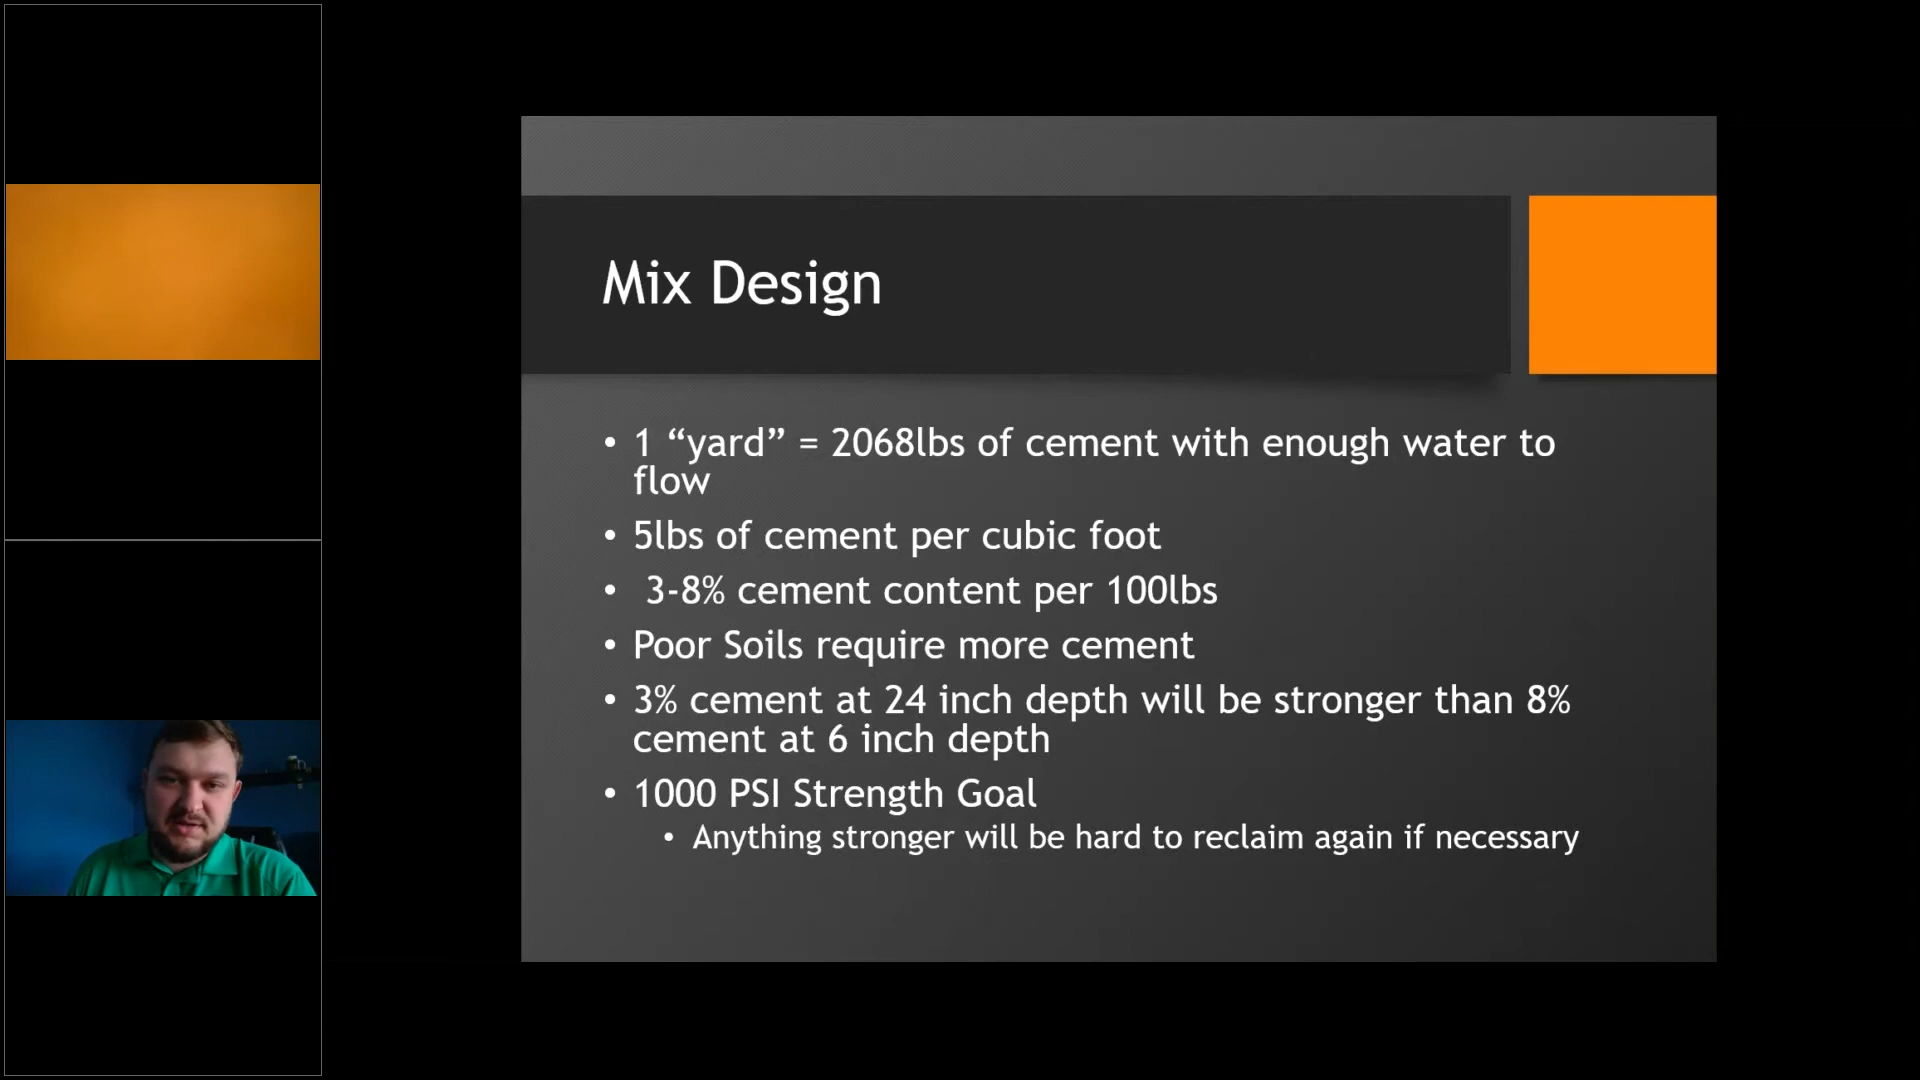 Mix Design
• 1 “yard” = 2068lbs of cement with enough water to
flow
• 5lbs of cement per cubic foot
• 3-8% cement content per 100lbs
• Poor Soils require more cement
• 3% cement at 24 inch depth will be stronger than 8%
cement at 6 inch depth
• 1000 PSI Strength Goal
• Anything stronger will be hard to reclaim again if necessary